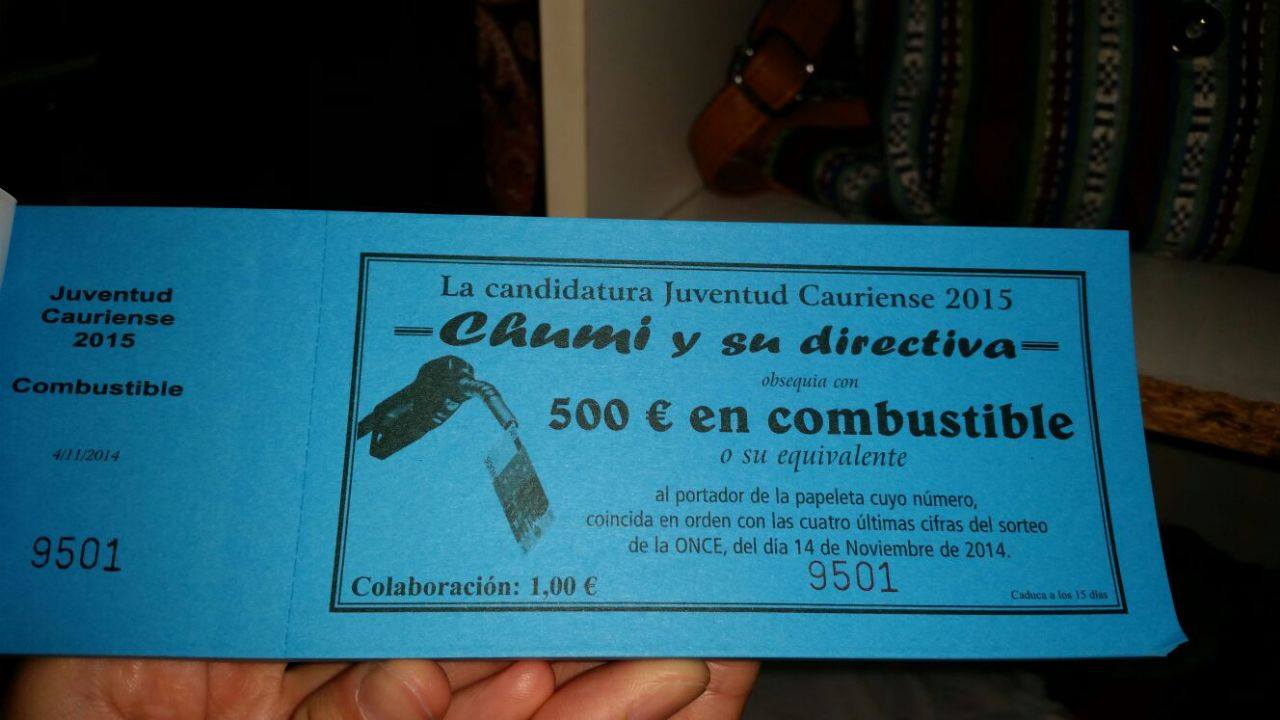 Juventud
Cauriense
2015
Combustible
4/11/2014
9501
La candidatura Juventud Cauriense 2015
Chumi y su directiva
obsequia con
500 € en combustible
o su equivalente
al portador de la papeleta cuyo número,
coincida en orden con las cuatro últimas cifras del sorteo
de la ONCE, del día 14 de Noviembre de 2014.
9501
Colaboración: 1,00 €
Caduca a los 15 días